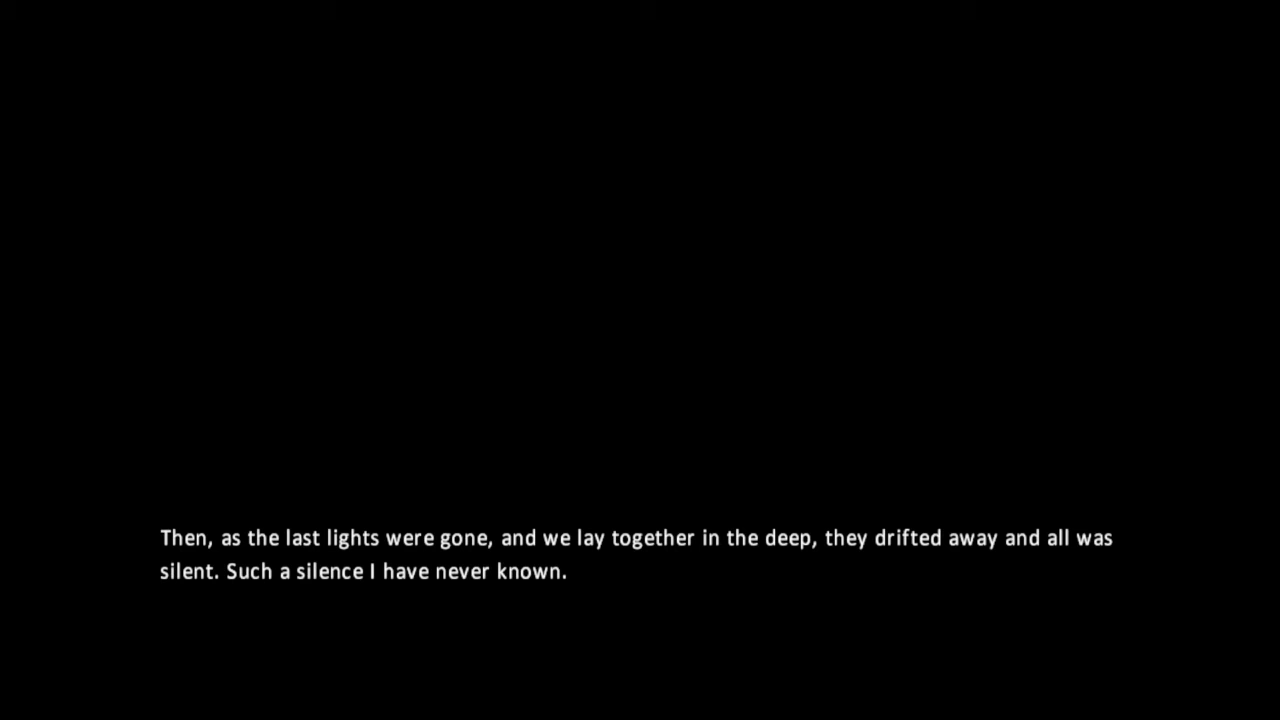 Then, as the last lights were gone, and we lay together in the deep, they drifted away and all was
silent. Such a silence I have never known.